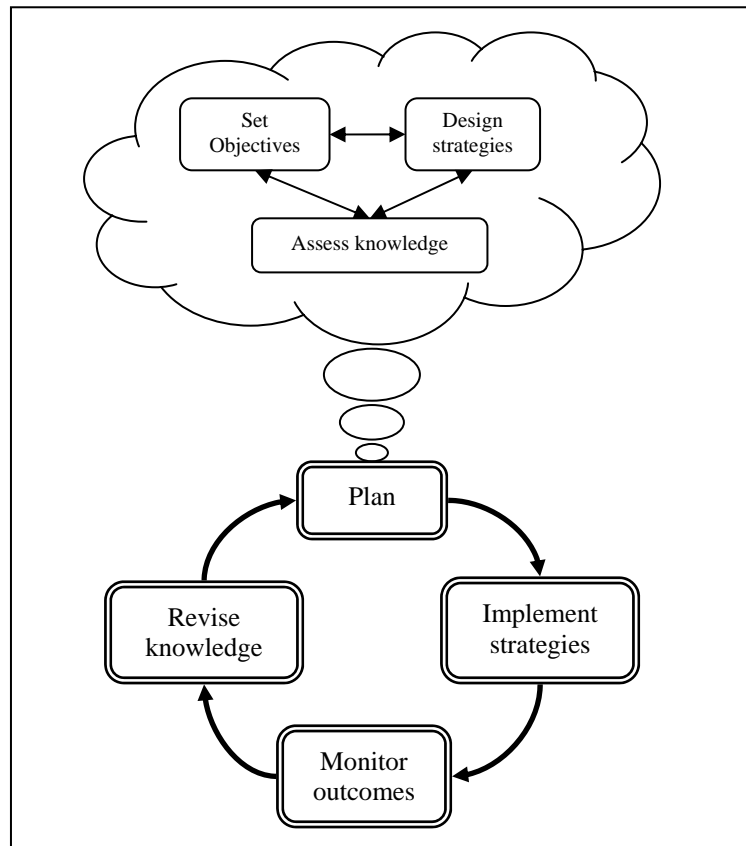 Set
Objectives
Design
strategies
Assess knowledge
Plan
Implement
strategies
Monitor
outcomes
Revise
knowledge